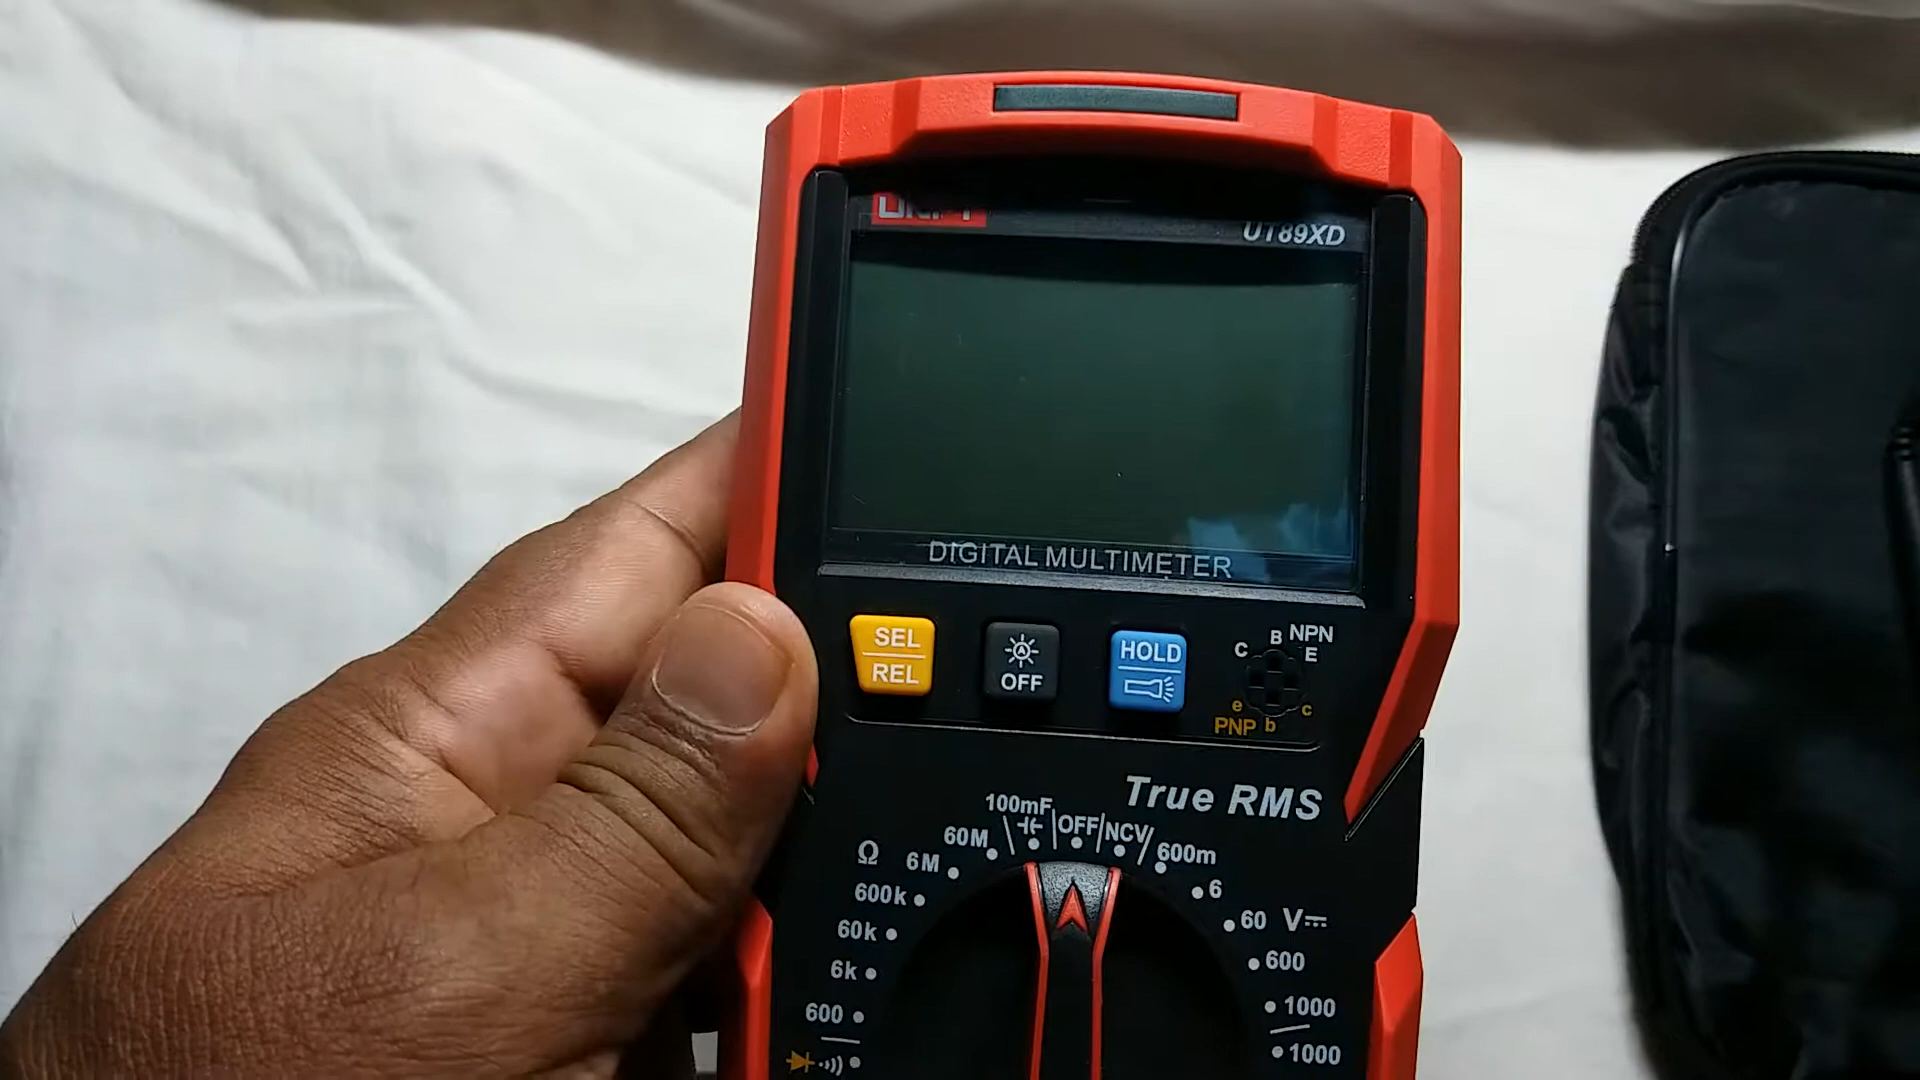 UT89XD
DIGITAL MULTIMETER
SEL
REL
OFF
HOLD
B NPN
C E
e c
PNP b
True RMS
100mF OFF NCV
60M 600m
Ω 6M 6
600k 60 V
60k 600
6k 1000
600 1000